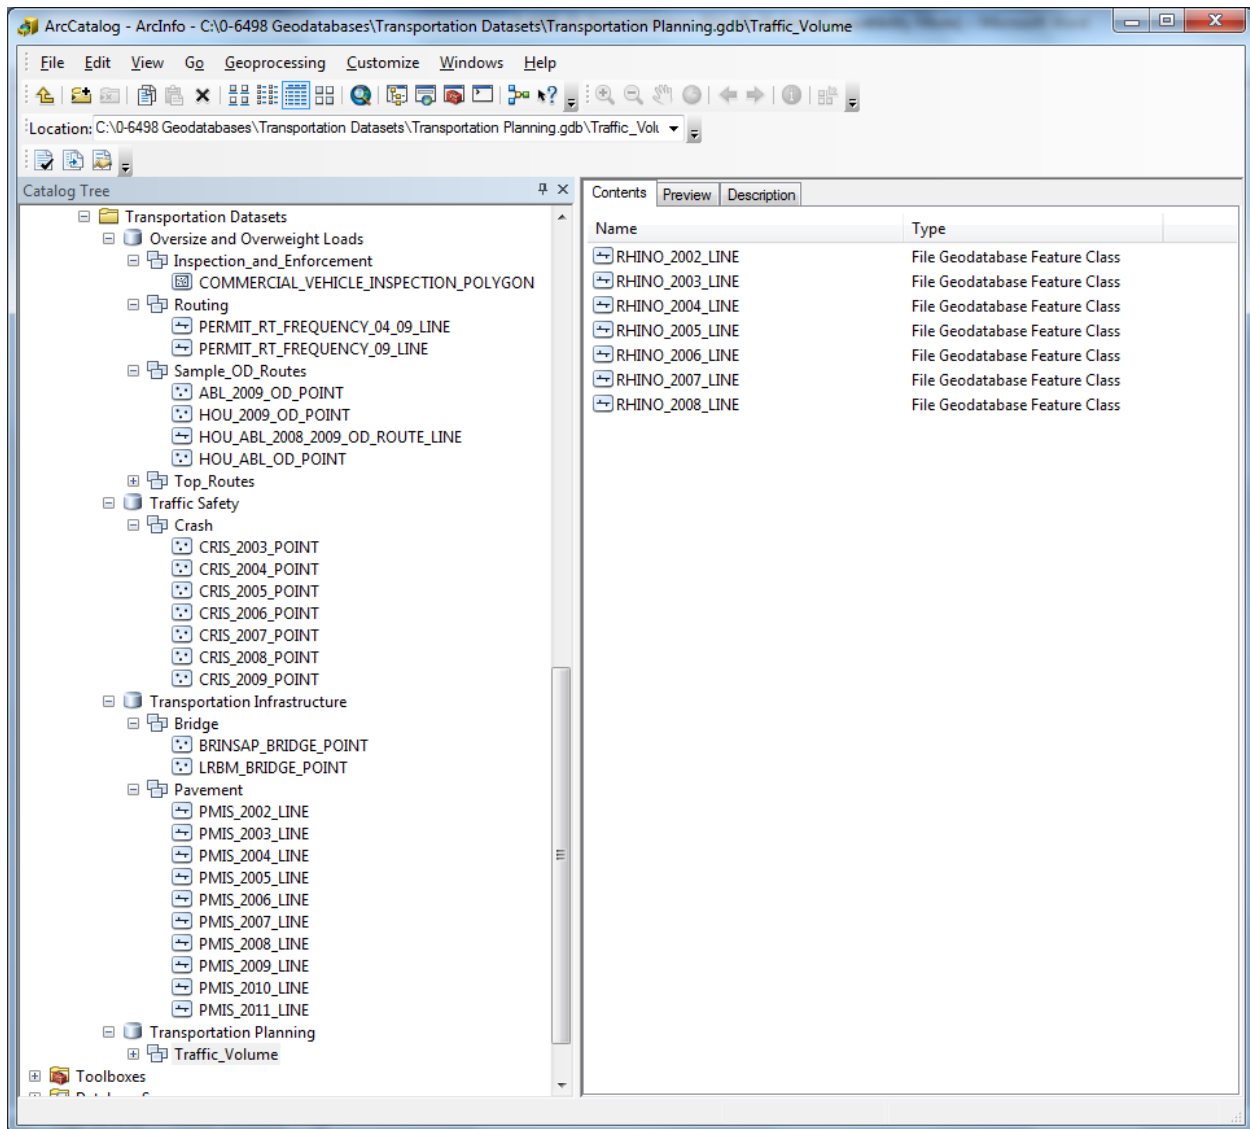 ArcCatalog - ArcInfo - C:\0-6498 Geodatabases\Transportation Datasets\Transportation Planning.gdb\Traffic_Volume
File Edit View Go Geoprocessing Customize Windows Help
Location: C:\0-6498 Geodatabases\Transportation Datasets\Transportation Planning.gdb\Traffic_Volu
Catalog Tree
Transportation Datasets
Oversize and Overweight Loads
Inspection_and_Enforcement
COMMERCIAL_VEHICLE_INSPECTION_POLYGON
Routing
PERMIT_RT_FREQUENCY_04_09_LINE
PERMIT_RT_FREQUENCY_09_LINE
Sample_OD_Routes
ABL_2009_OD_POINT
HOU_2009_OD_POINT
HOU_ABL_2008_2009_OD_ROUTE_LINE
HOU_ABL_OD_POINT
Top_Routes
Traffic Safety
Crash
CRIS_2003_POINT
CRIS_2004_POINT
CRIS_2005_POINT
CRIS_2006_POINT
CRIS_2007_POINT
CRIS_2008_POINT
CRIS_2009_POINT
Transportation Infrastructure
Bridge
BRINSAP_BRIDGE_POINT
LRBM_BRIDGE_POINT
Pavement
PMIS_2002_LINE
PMIS_2003_LINE
PMIS_2004_LINE
PMIS_2005_LINE
PMIS_2006_LINE
PMIS_2007_LINE
PMIS_2008_LINE
PMIS_2009_LINE
PMIS_2010_LINE
PMIS_2011_LINE
Transportation Planning
Traffic_Volume
Toolboxes
Contents Preview Description
Name Type
RHINO_2002_LINE File Geodatabase Feature Class
RHINO_2003_LINE File Geodatabase Feature Class
RHINO_2004_LINE File Geodatabase Feature Class
RHINO_2005_LINE File Geodatabase Feature Class
RHINO_2006_LINE File Geodatabase Feature Class
RHINO_2007_LINE File Geodatabase Feature Class
RHINO_2008_LINE File Geodatabase Feature Class